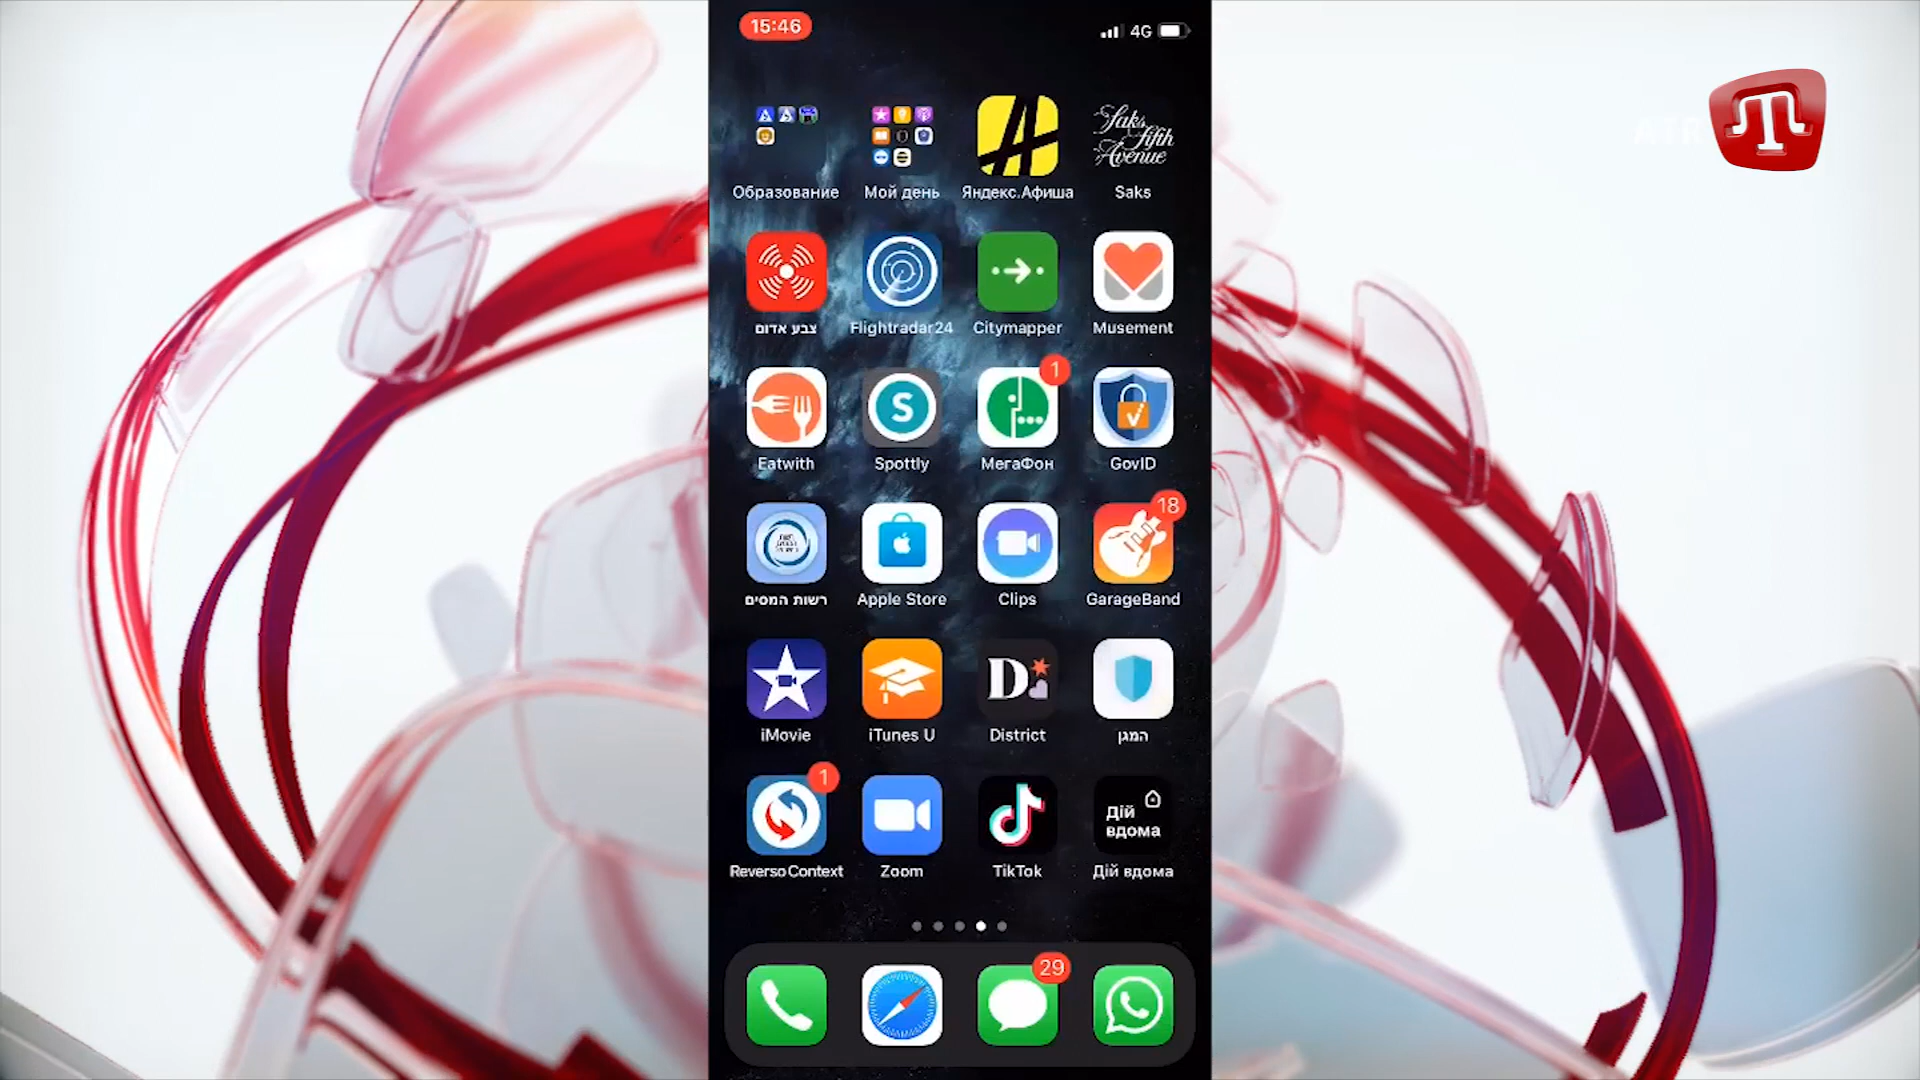 15:46
4G
ATR
Saks
fifth
Avenue
Образование
Мой день
Яндекс.Афиша
Saks
צבע אדום
Flightradar24
Citymapper
Musement
1
S
Eatwith
Spottly
МегаФон
GovID
18
רשות המסים
Apple Store
Clips
GarageBand
D
iMovie
iTunes U
District
המגן
1
Дій
вдома
Reverso Context
Zoom
TikTok
Дій вдома
29